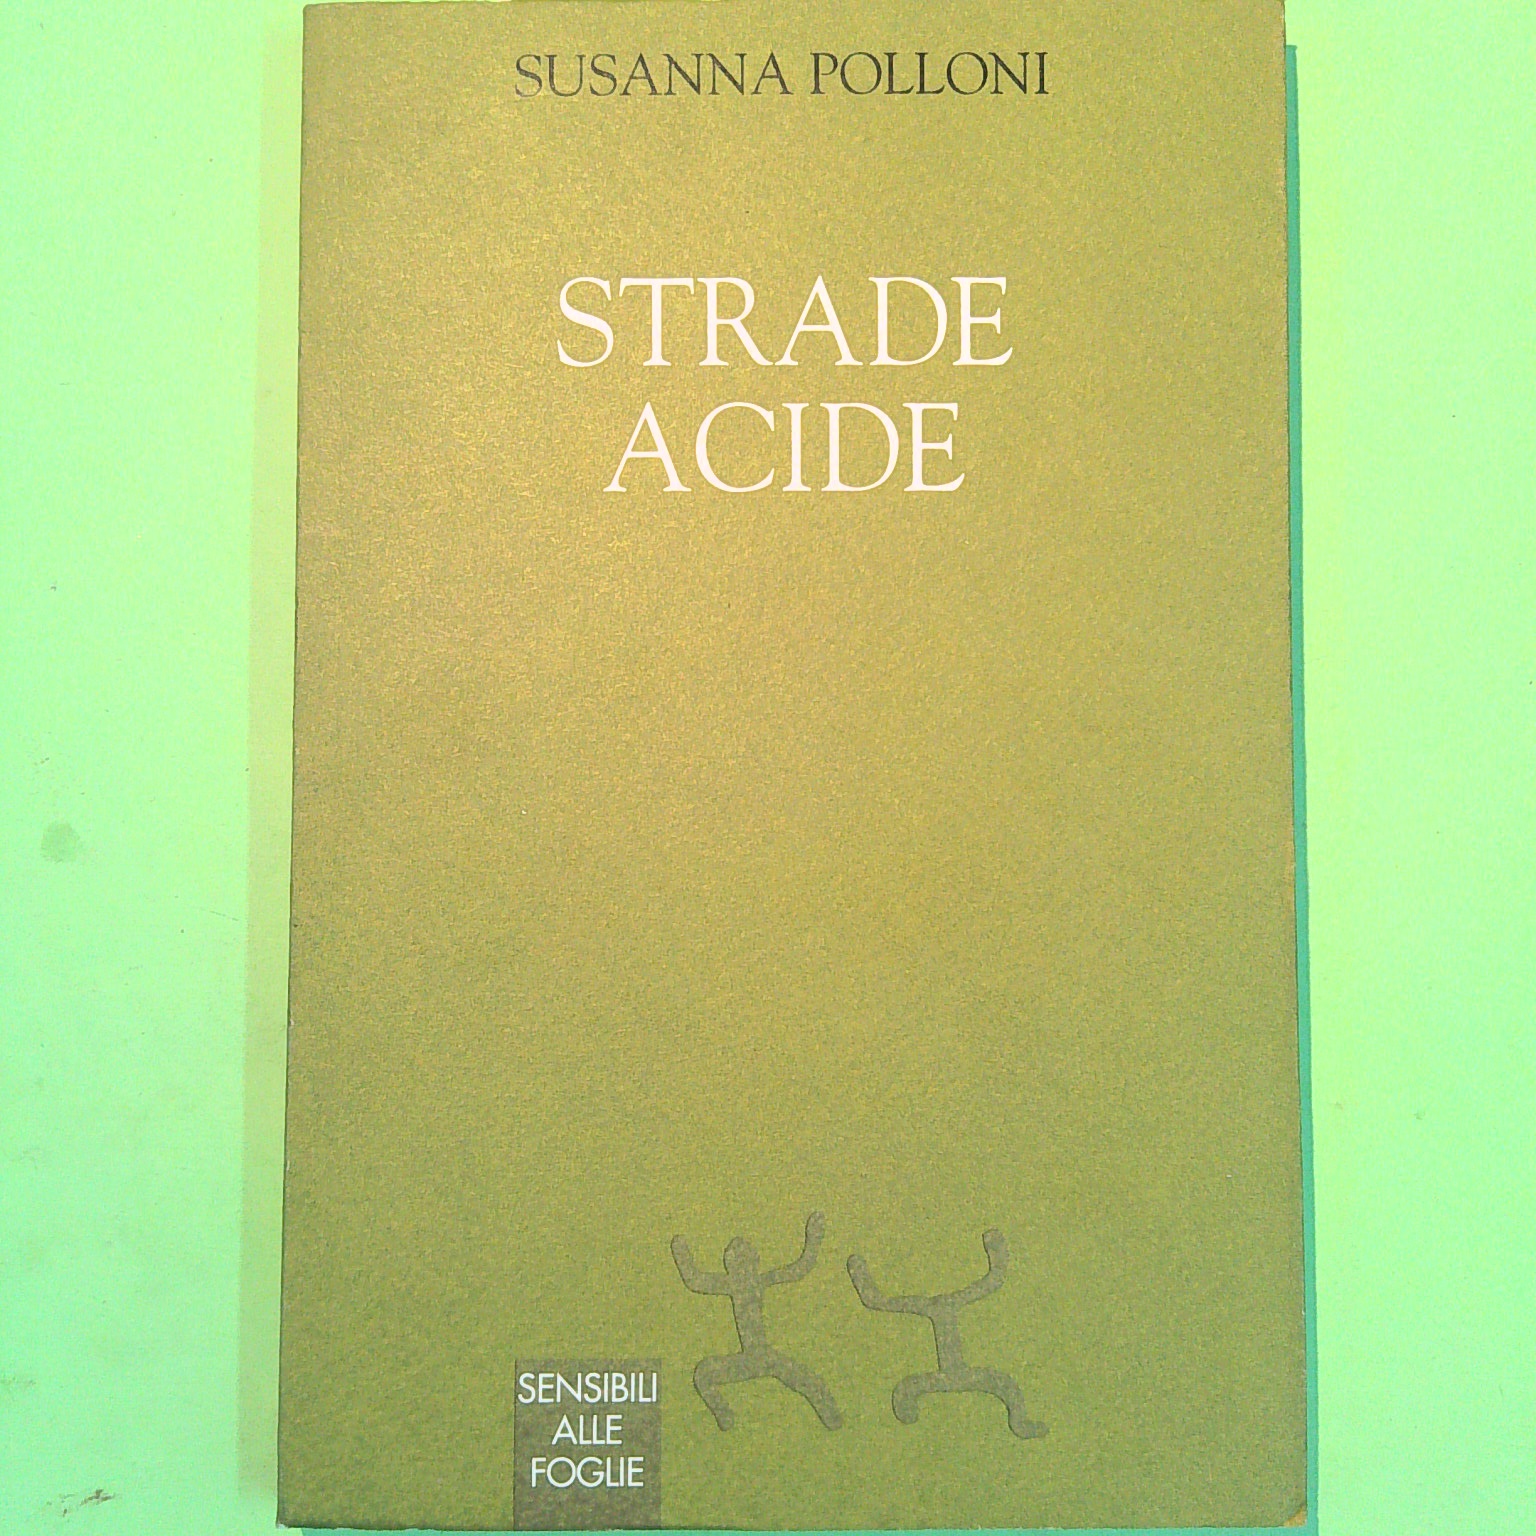 SUSANNA POLLONI
STRADE
ACIDE
SENSIBILI
ALLE
FOGLIE